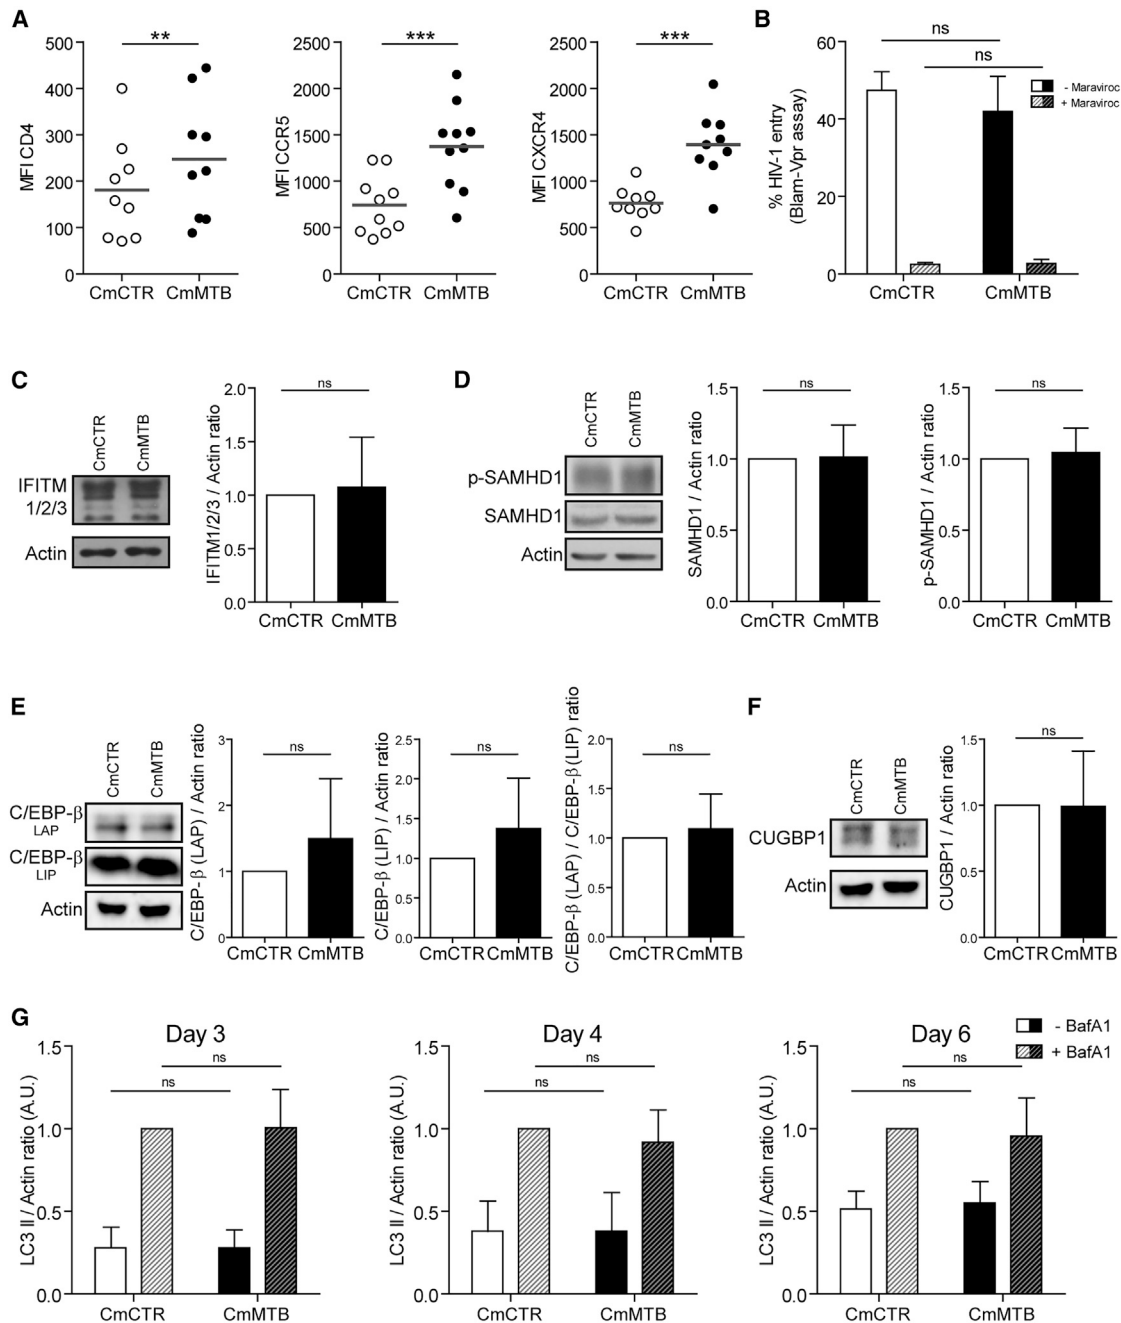 A
MFI CD4
500
400
300
200
100
0
**
CmCTR CmMTB
MFI CCR5
2500
2000
1500
1000
500
0
***
CmCTR CmMTB
MFI CXCR4
2500
2000
1500
1000
500
0
***
CmCTR CmMTB
B
% HIV-1 entry
(Blam-Vpr assay)
60
40
20
0
ns
ns
- Maraviroc
+ Maraviroc
CmCTR CmMTB
C
CmCTR
CmMTB
IFITM
1/2/3
Actin
IFITM1/2/3 / Actin ratio
2.0
1.5
1.0
0.5
0.0
ns
CmCTR CmMTB
D
CmCTR
CmMTB
p-SAMHD1
SAMHD1
Actin
SAMHD1 / Actin ratio
1.5
1.0
0.5
0.0
ns
CmCTR CmMTB
p-SAMHD1 / Actin ratio
1.5
1.0
0.5
0.0
ns
CmCTR CmMTB
E
CmCTR
CmMTB
C/EBP-β
LAP
C/EBP-β
LIP
Actin
C/EBP-β (LAP) / Actin ratio
3
2
1
0
ns
CmCTR CmMTB
C/EBP-β (LIP) / Actin ratio
2.5
2.0
1.5
1.0
0.5
0.0
ns
CmCTR CmMTB
C/EBP-β (LAP) / C/EBP-β (LIP) ratio
2.0
1.5
1.0
0.5
0.0
ns
CmCTR CmMTB
F
CmCTR
CmMTB
CUGBP1
Actin
CUGBP1 / Actin ratio
1.5
1.0
0.5
0.0
ns
CmCTR CmMTB
G
Day 3
LC3 II / Actin ratio (A.U.)
1.5
1.0
0.5
0.0
ns
ns
CmCTR CmMTB
Day 4
LC3 II / Actin ratio (A.U.)
1.5
1.0
0.5
0.0
ns
ns
CmCTR CmMTB
Day 6
LC3 II / Actin ratio (A.U.)
1.5
1.0
0.5
0.0
ns
ns
CmCTR CmMTB
- BafA1
+ BafA1